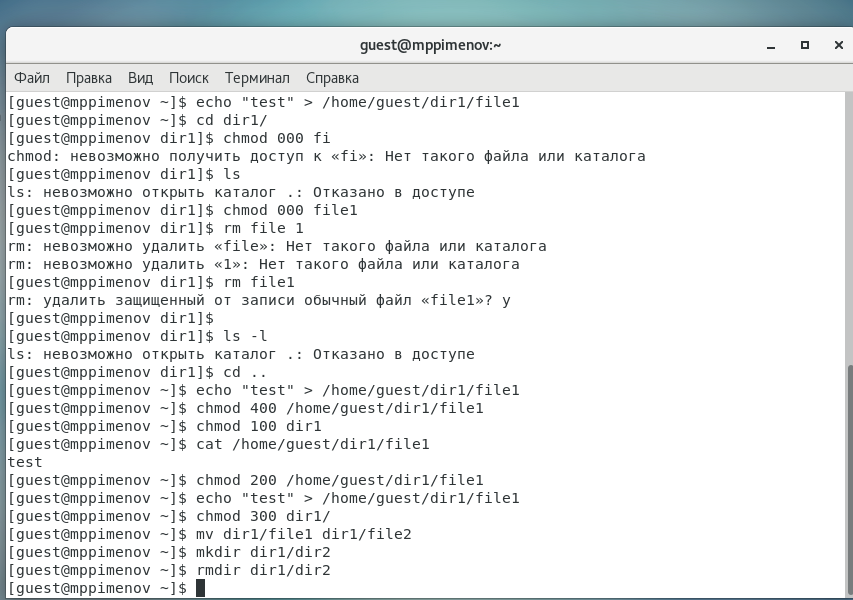 guest@mppimenov:~
Файл Правка Вид Поиск Терминал Справка
[guest@mppimenov ~]$ echo "test" > /home/guest/dir1/file1
[guest@mppimenov ~]$ cd dir1/
[guest@mppimenov dir1]$ chmod 000 fi
chmod: невозможно получить доступ к «fi»: Нет такого файла или каталога
[guest@mppimenov dir1]$ ls
ls: невозможно открыть каталог .: Отказано в доступе
[guest@mppimenov dir1]$ chmod 000 file1
[guest@mppimenov dir1]$ rm file 1
rm: невозможно удалить «file»: Нет такого файла или каталога
rm: невозможно удалить «1»: Нет такого файла или каталога
[guest@mppimenov dir1]$ rm file1
rm: удалить защищенный от записи обычный файл «file1»? y
[guest@mppimenov dir1]$
[guest@mppimenov dir1]$ ls -l
ls: невозможно открыть каталог .: Отказано в доступе
[guest@mppimenov dir1]$ cd ..
[guest@mppimenov ~]$ echo "test" > /home/guest/dir1/file1
[guest@mppimenov ~]$ chmod 400 /home/guest/dir1/file1
[guest@mppimenov ~]$ chmod 100 dir1
[guest@mppimenov ~]$ cat /home/guest/dir1/file1
test
[guest@mppimenov ~]$ chmod 200 /home/guest/dir1/file1
[guest@mppimenov ~]$ echo "test" > /home/guest/dir1/file1
[guest@mppimenov ~]$ chmod 300 dir1/
[guest@mppimenov ~]$ mv dir1/file1 dir1/file2
[guest@mppimenov ~]$ mkdir dir1/dir2
[guest@mppimenov ~]$ rmdir dir1/dir2
[guest@mppimenov ~]$